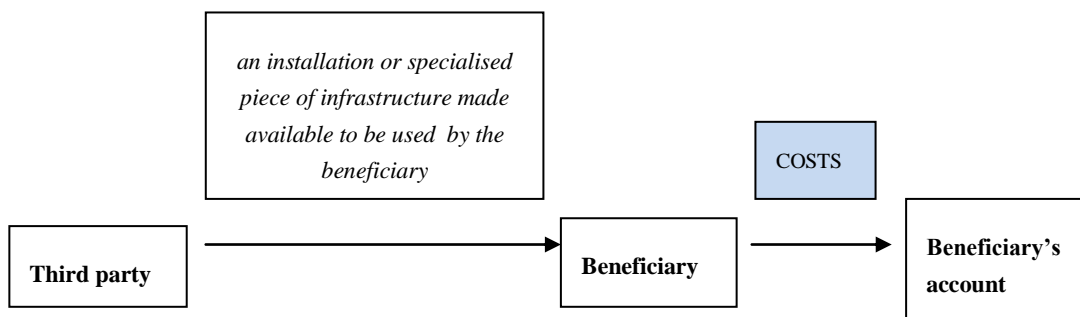 an installation or specialised
piece of infrastructure made
available to be used by the
beneficiary
COSTS
Third party
Beneficiary
Beneficiary’s
account